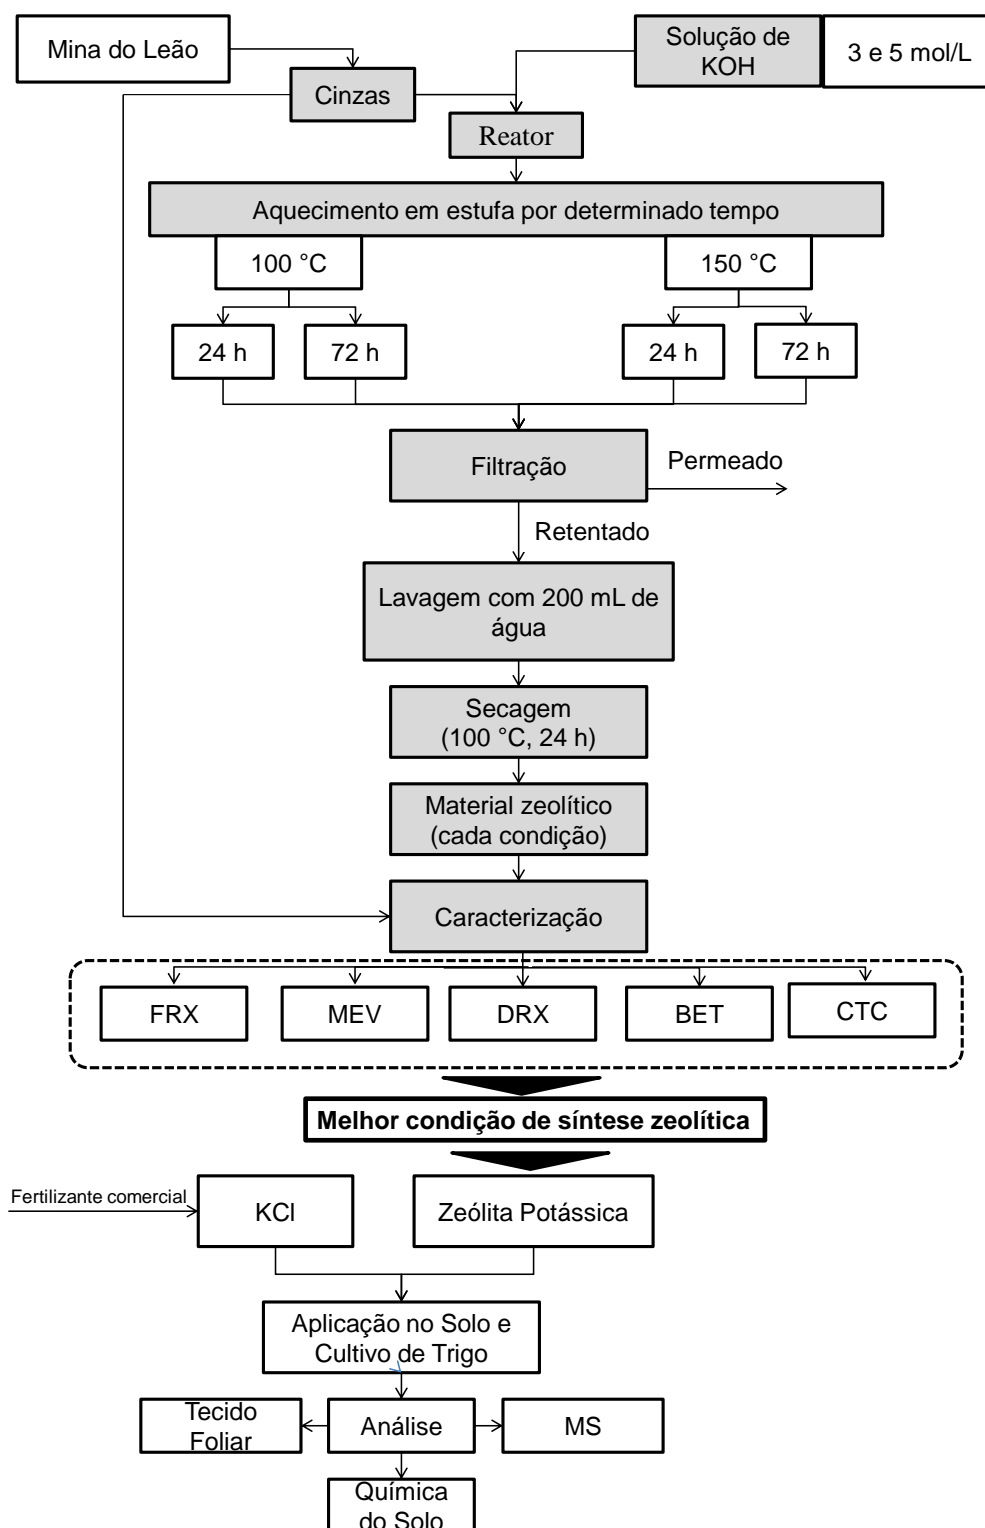 Mina do Leão
Solução de
KOH
3 e 5 mol/L
Cinzas
Reator
Aquecimento em estufa por determinado tempo
100 °C
150 °C
24 h
72 h
24 h
72 h
Filtração
Permeado
Retentado
Lavagem com 200 mL de
água
Secagem
(100 °C, 24 h)
Material zeolítico
(cada condição)
Caracterização
FRX
MEV
DRX
BET
CTC
Melhor condição de síntese zeolítica
Fertilizante comercial
KCl
Zeólita Potássica
Aplicação no Solo e
Cultivo de Trigo
Tecido
Foliar
Análise
MS
Química
do Solo